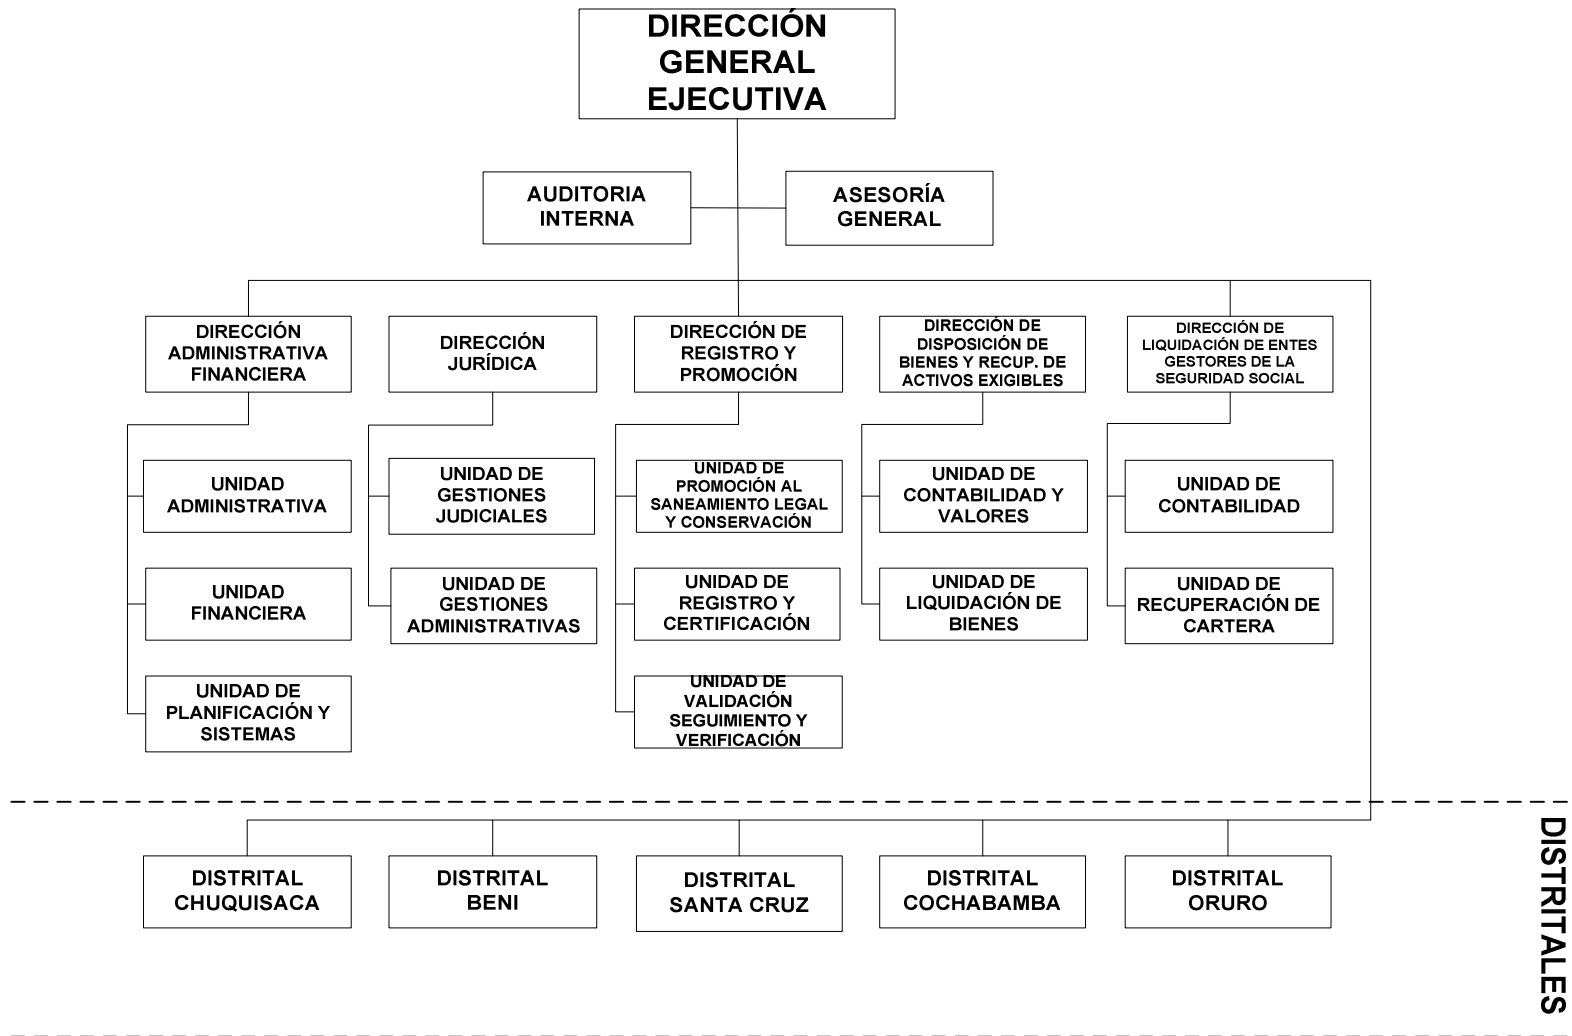 DIRECCIÓN
GENERAL
EJECUTIVA
AUDITORIA
INTERNA
ASESORÍA
GENERAL
DIRECCIÓN
ADMINISTRATIVA
FINANCIERA
DIRECCIÓN
JURÍDICA
DIRECCIÓN DE
REGISTRO Y
PROMOCIÓN
DIRECCIÓN DE
DISPOSICIÓN DE
BIENES Y RECUP. DE
ACTIVOS EXIGIBLES
DIRECCIÓN DE
LIQUIDACIÓN DE ENTES
GESTORES DE LA
SEGURIDAD SOCIAL
UNIDAD
ADMINISTRATIVA
UNIDAD DE
GESTIONES
JUDICIALES
UNIDAD DE
PROMOCIÓN AL
SANEAMIENTO LEGAL
Y CONSERVACIÓN
UNIDAD DE
CONTABILIDAD Y
VALORES
UNIDAD DE
CONTABILIDAD
UNIDAD
FINANCIERA
UNIDAD DE
GESTIONES
ADMINISTRATIVAS
UNIDAD DE
REGISTRO Y
CERTIFICACIÓN
UNIDAD DE
LIQUIDACIÓN DE
BIENES
UNIDAD DE
RECUPERACIÓN DE
CARTERA
UNIDAD DE
PLANIFICACIÓN Y
SISTEMAS
UNIDAD DE
VALIDACIÓN
SEGUIMIENTO Y
VERIFICACIÓN
DISTRITAL
CHUQUISACA
DISTRITAL
BENI
DISTRITAL
SANTA CRUZ
DISTRITAL
COCHABAMBA
DISTRITAL
ORURO
DISTRITALES